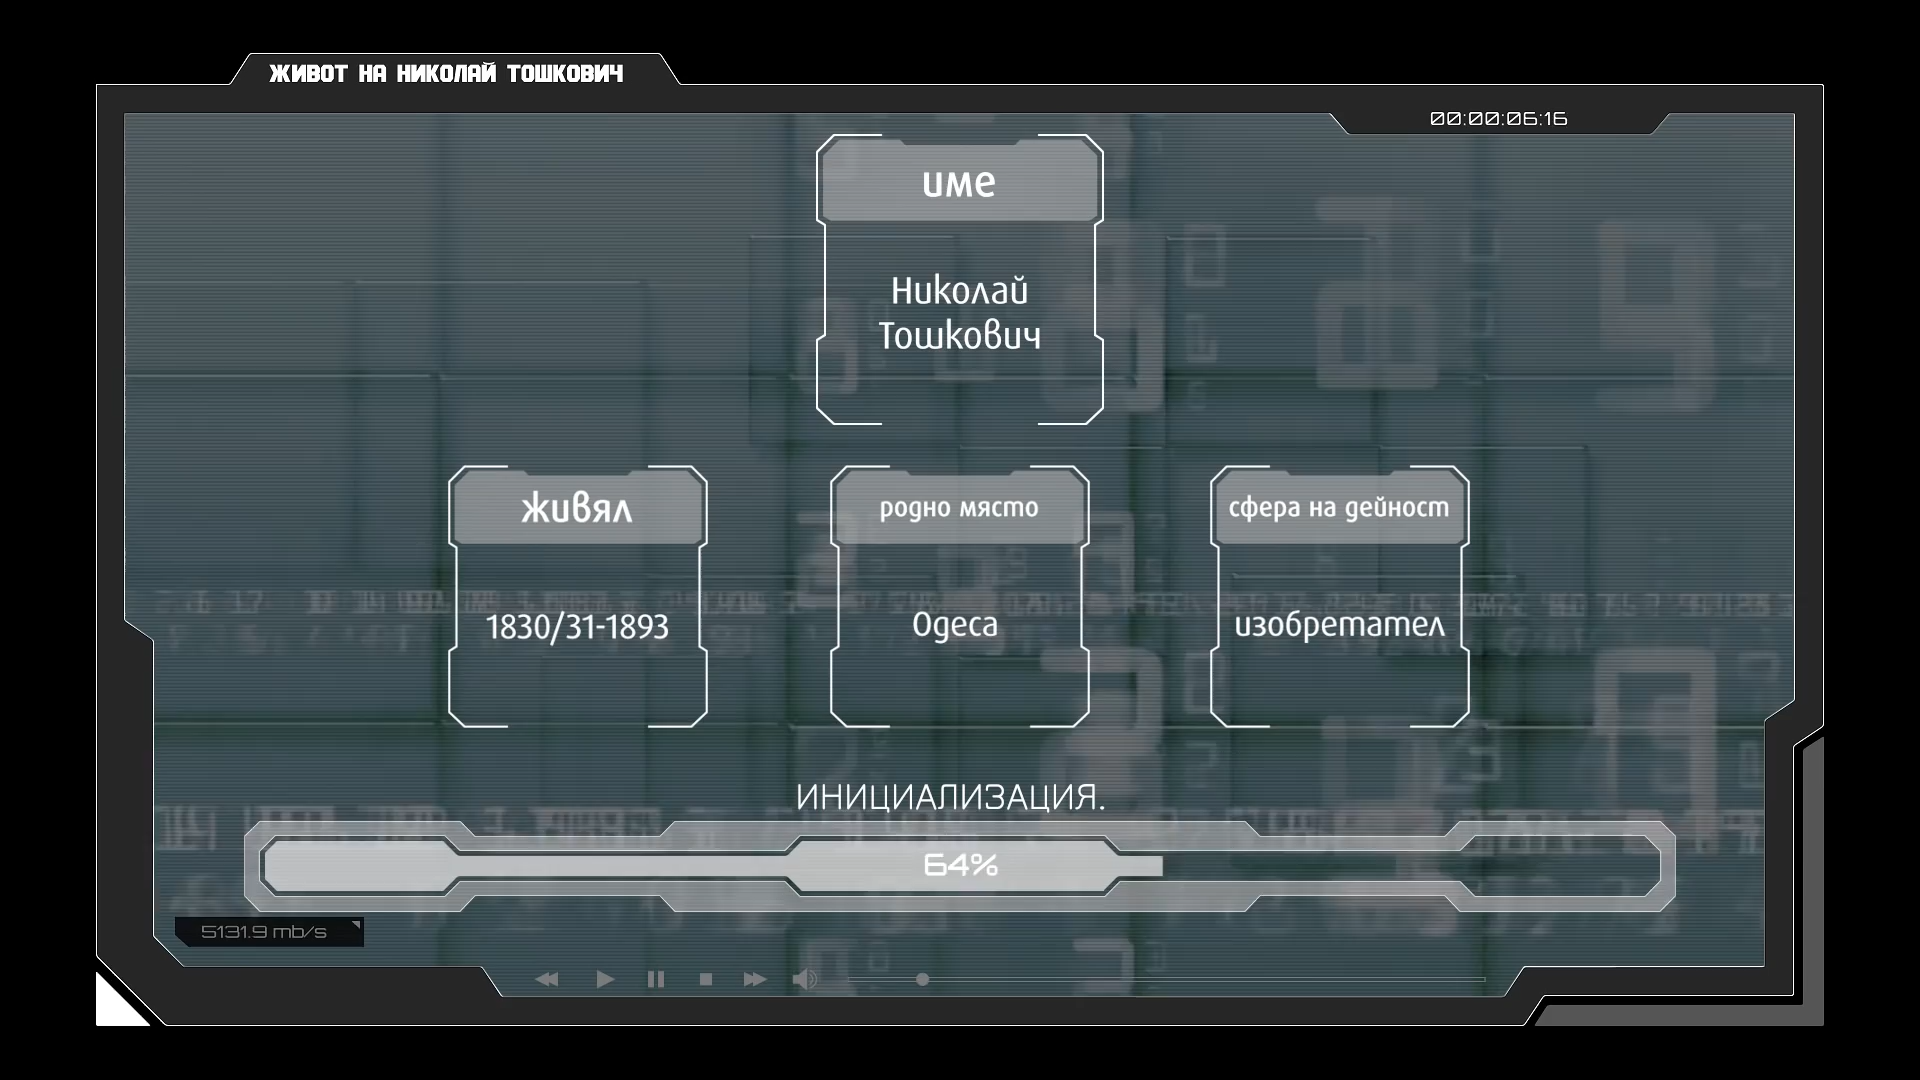 ЖИВОТ НА НИКОЛАЙ ТОШКОВИЧ
00:00:06:16
име
Николай
Тошкович
живял
1830/31-1893
родно място
Одеса
сфера на дейност
изобретател
ИНИЦИАЛИЗАЦИЯ.
64%
5131.9 mb/s